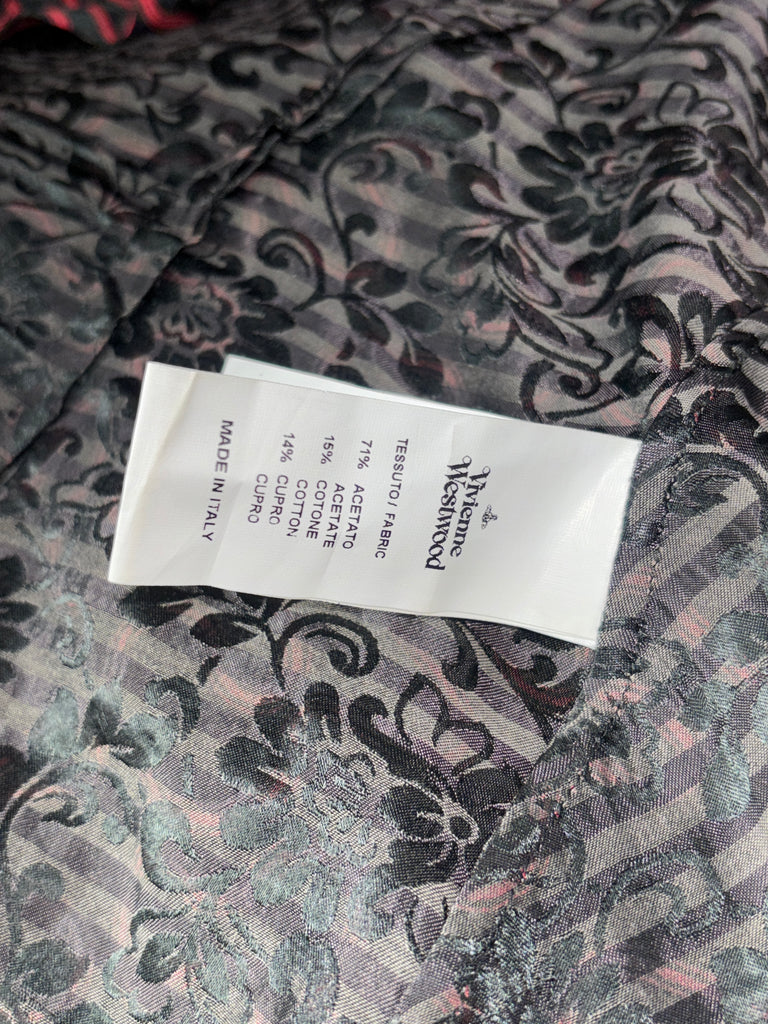 Vivienne
Westwood
TESSUTO / FABRIC
71% ACETATO
ACETATE
15% COTONE
COTTON
14% CUPRO
CUPRO
MADE IN ITALY